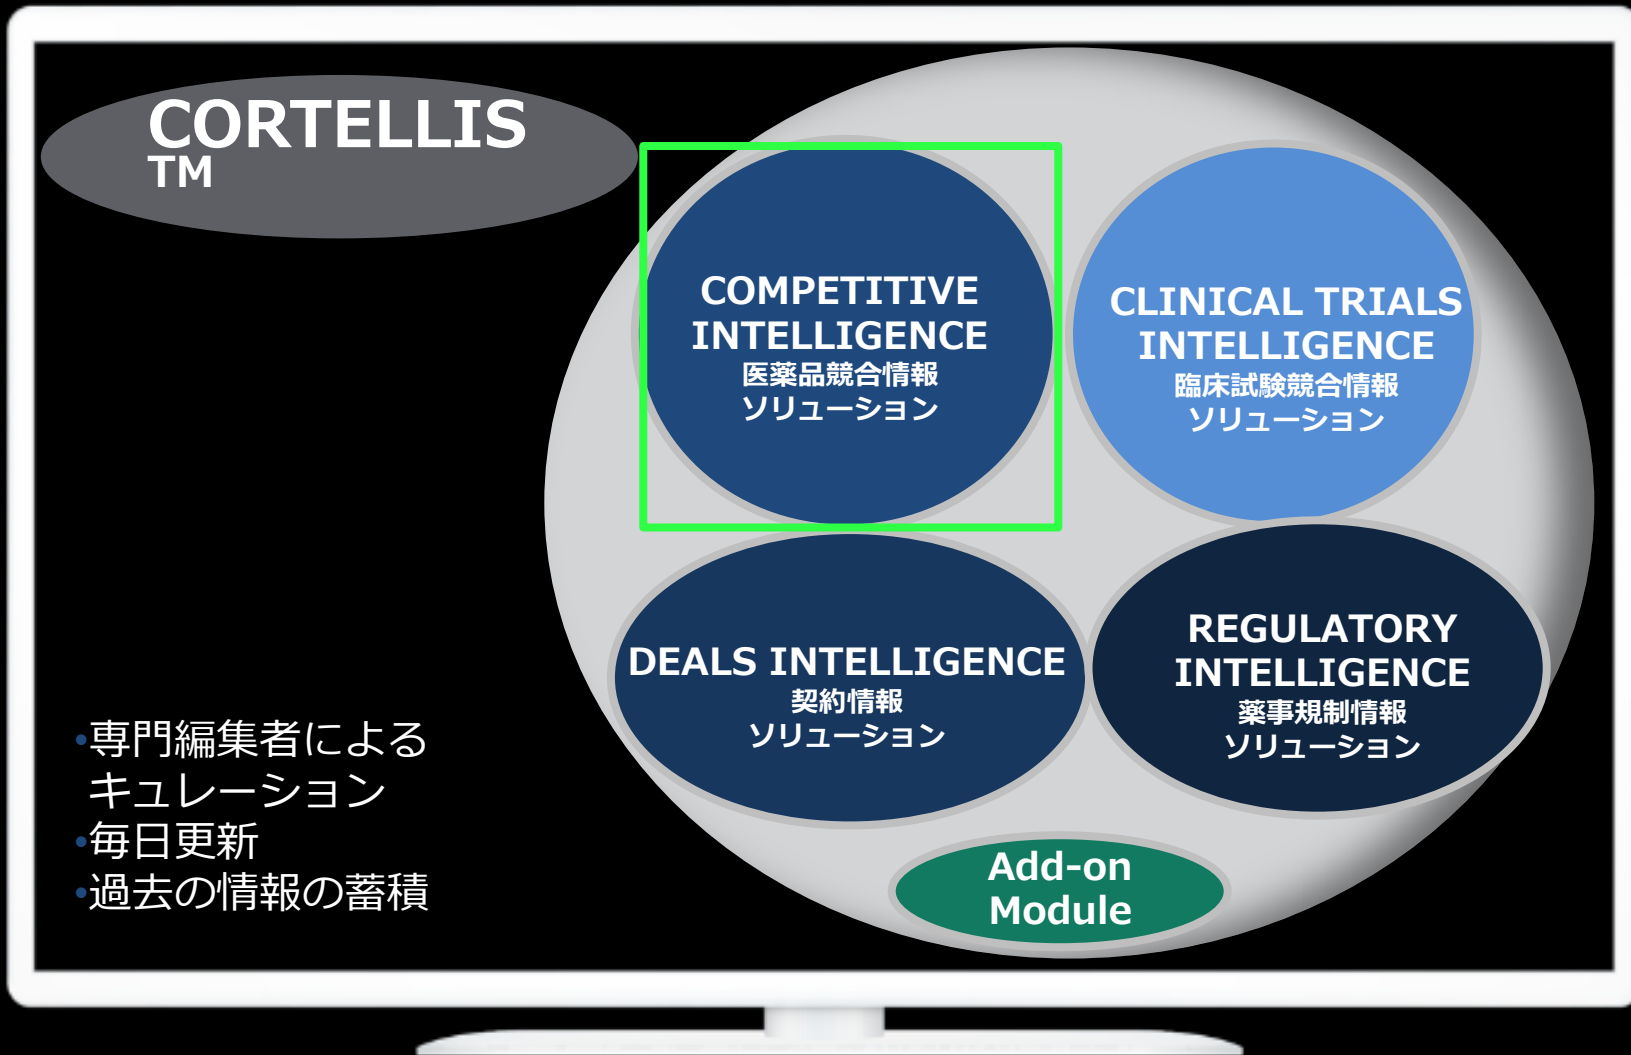 CORTELLIS
TM
COMPETITIVE
INTELLIGENCE
医薬品競合情報
ソリューション
CLINICAL TRIALS
INTELLIGENCE
臨床試験競合情報
ソリューション
DEALS INTELLIGENCE
契約情報
ソリューション
REGULATORY
INTELLIGENCE
薬事規制情報
ソリューション
Add-on
Module
•専門編集者による
キュレーション
•毎日更新
•過去の情報の蓄積